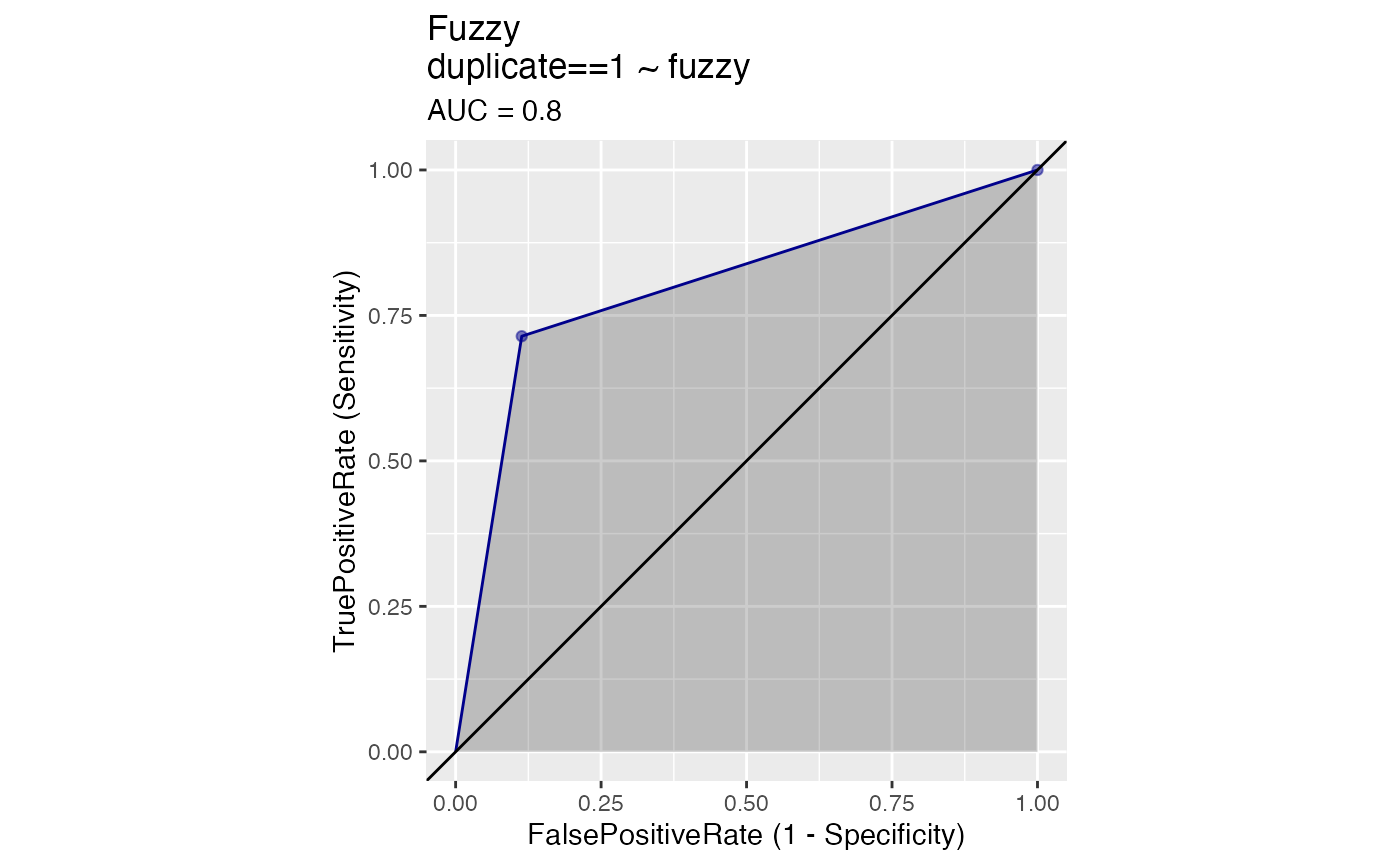 Fuzzy
duplicate==1 ~ fuzzy
AUC = 0.8
1.00
0.75
0.50
0.25
0.00
TruePositiveRate (Sensitivity)
0.00 0.25 0.50 0.75 1.00
FalsePositiveRate (1 - Specificity)